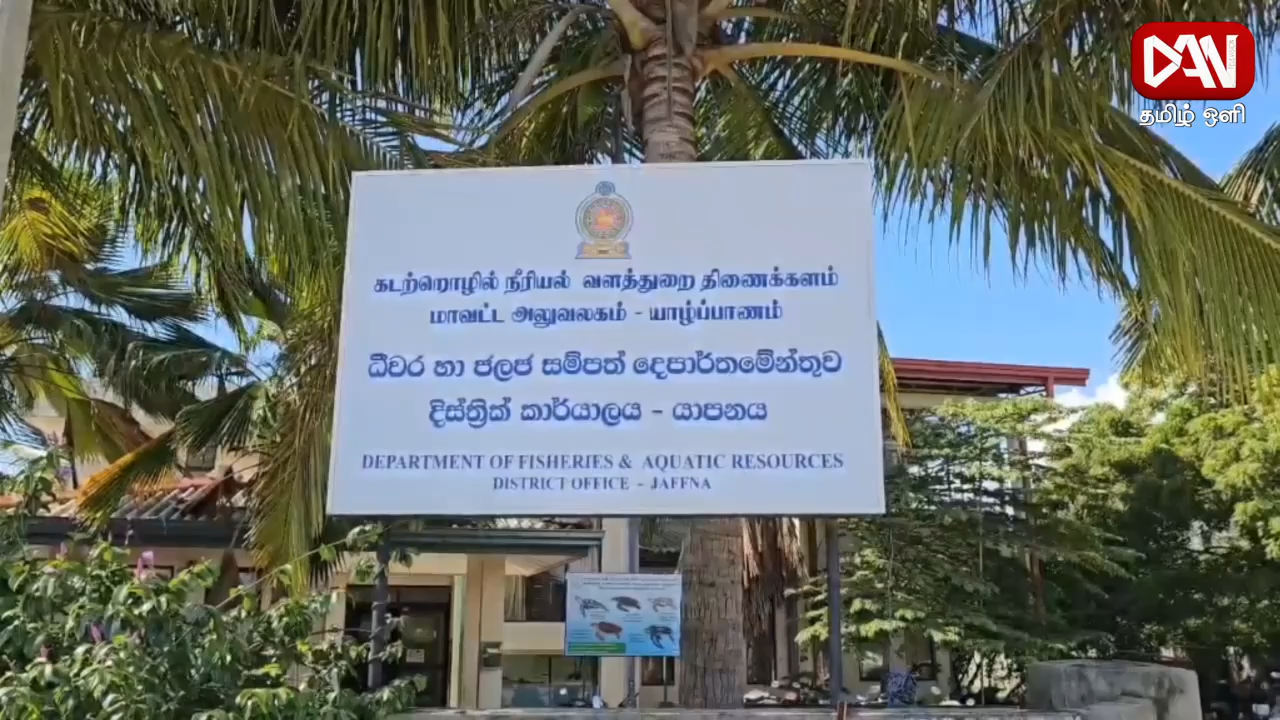 DAN
தமிழ் ஒளி
கடற்றொழில் நீரியல் வளத்துறை திணைக்களம்
மாவட்ட அலுவலகம் - யாழ்ப்பாணம்
ධීවර හා ජලජ සම්පත් දෙපාර්තමේන්තුව
දිස්ත්‍රික් කාර්යාලය - යාපනය
DEPARTMENT OF FISHERIES & AQUATIC RESOURCES
DISTRICT OFFICE - JAFFNA